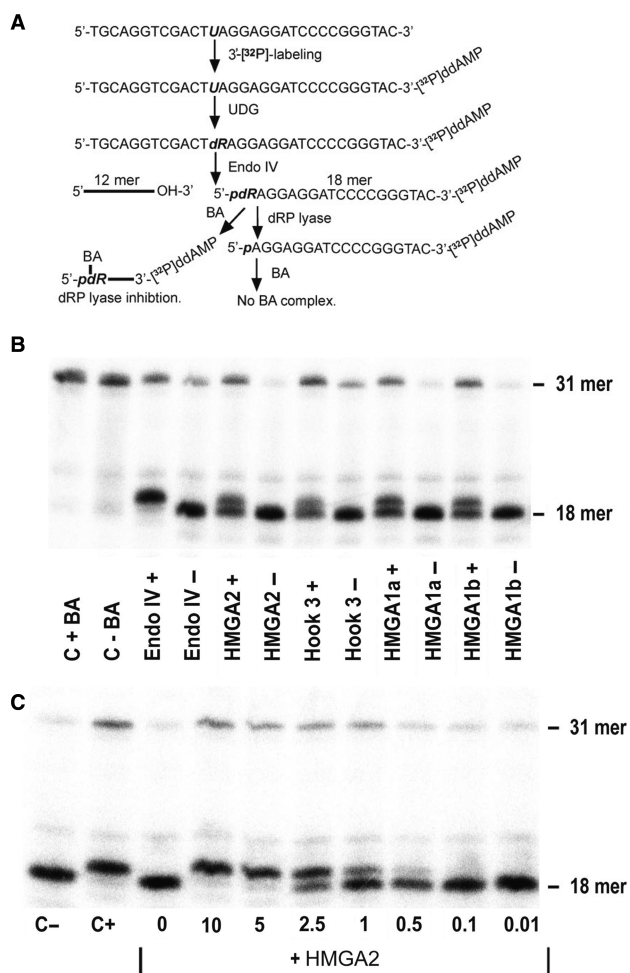 A
5'-TGCAGGTCGACTUAGGAGGATCCCCGGGTAC-3'
3'-[32P]-labeling
5'-TGCAGGTCGACTUAGGAGGATCCCCGGGTAC-3'-[32P]ddAMP
UDG
5'-TGCAGGTCGACTdRAGGAGGATCCCCGGGTAC-3'-[32P]ddAMP
Endo IV
12 mer 18 mer
5' OH-3' 5'-pdRAGGAGGATCCCCGGGTAC-3'-[32P]ddAMP
BA dRP lyase
5'-pAGGAGGATCCCCGGGTAC-3'-[32P]ddAMP
BA BA
5'-pdR 3'-[32P]ddAMP
dRP lyase inhibtion. No BA complex.
B
31 mer
18 mer
C + BA
C - BA
Endo IV +
Endo IV –
HMGA2 +
HMGA2 –
Hook 3 +
Hook 3 –
HMGA1a +
HMGA1a –
HMGA1b +
HMGA1b –
C
31 mer
18 mer
C– C+ 0 10 5 2.5 1 0.5 0.1 0.01
+ HMGA2